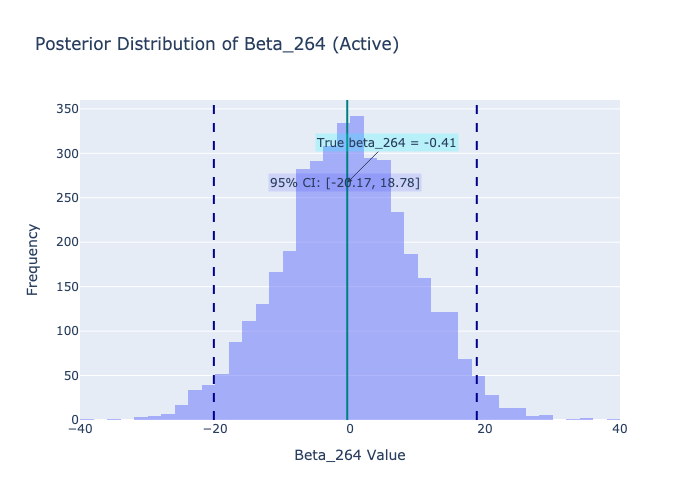 Posterior Distribution of Beta_264 (Active)
350
300
250
200
150
100
50
0
Frequency
True beta_264 = -0.41
95% CI: [-20.17, 18.78]
−40
−20
0
20
40
Beta_264 Value